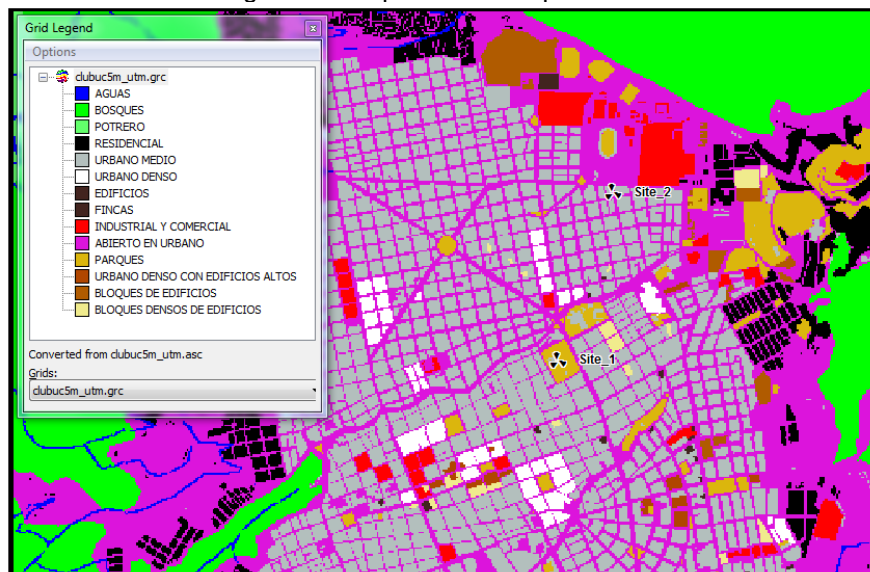 Grid Legend
Options
clubuc5m_utm.grc
AGUAS
BOSQUES
POTRERO
RESIDENCIAL
URBANO MEDIO
URBANO DENSO
EDIFICIOS
FINCAS
INDUSTRIAL Y COMERCIAL
ABIERTO EN URBANO
PARQUES
URBANO DENSO CON EDIFICIOS ALTOS
BLOQUES DE EDIFICIOS
BLOQUES DENSOS DE EDIFICIOS
Converted from clubuc5m_utm.asc
Grids:
clubuc5m_utm.grc
Site_2
Site_1